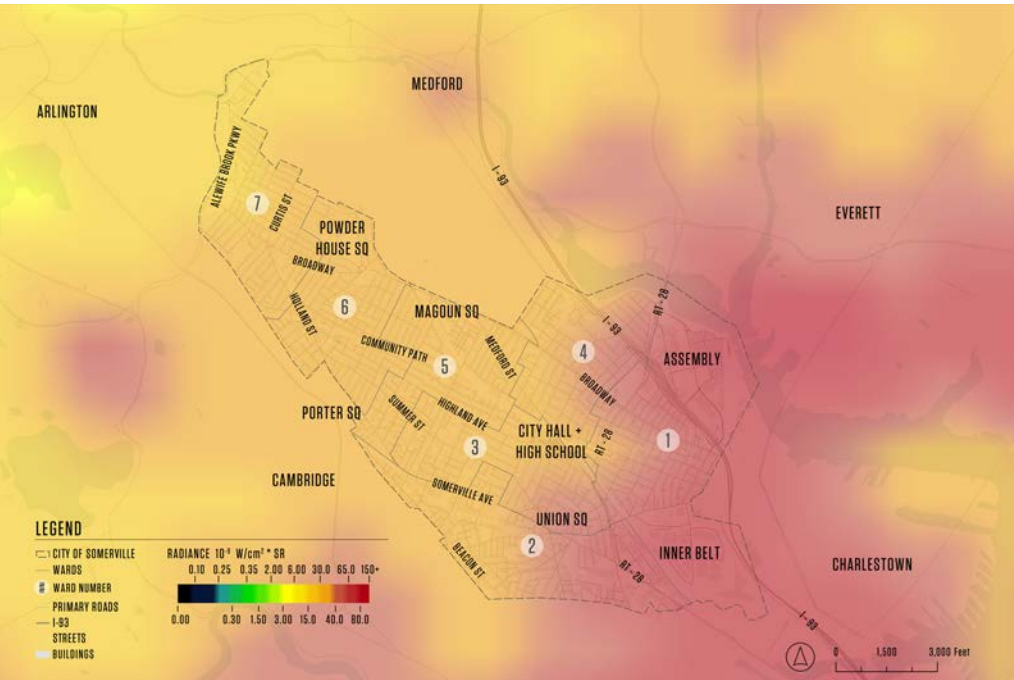 MEDFORD
ARLINGTON
ALEWIFE BROOK PKWY
I-93
7
CURTIS ST
EVERETT
POWDER
HOUSE SQ
BROADWAY
RT-28
HOLLAND ST
6
MAGOUN SQ
I-93
COMMUNITY PATH
MEDFORD ST
4
ASSEMBLY
5
BROADWAY
SUMMER ST
HIGHLAND AVE
PORTER SQ
CITY HALL +
HIGH SCHOOL
RT-28
1
3
CAMBRIDGE
SOMERVILLE AVE
UNION SQ
2
BEACON ST
INNER BELT
RT-28
CHARLESTOWN
I-93
LEGEND
CITY OF SOMERVILLE
WARDS
WARD NUMBER
PRIMARY ROADS
I-93
STREETS
BUILDINGS
RADIANCE 10⁻⁹ W/cm² * SR
0.10 0.25 0.35 2.00 6.00 30.0 65.0 150+
0.00 0.30 1.50 3.00 15.0 40.0 80.0
0 1,500 3,000 Feet